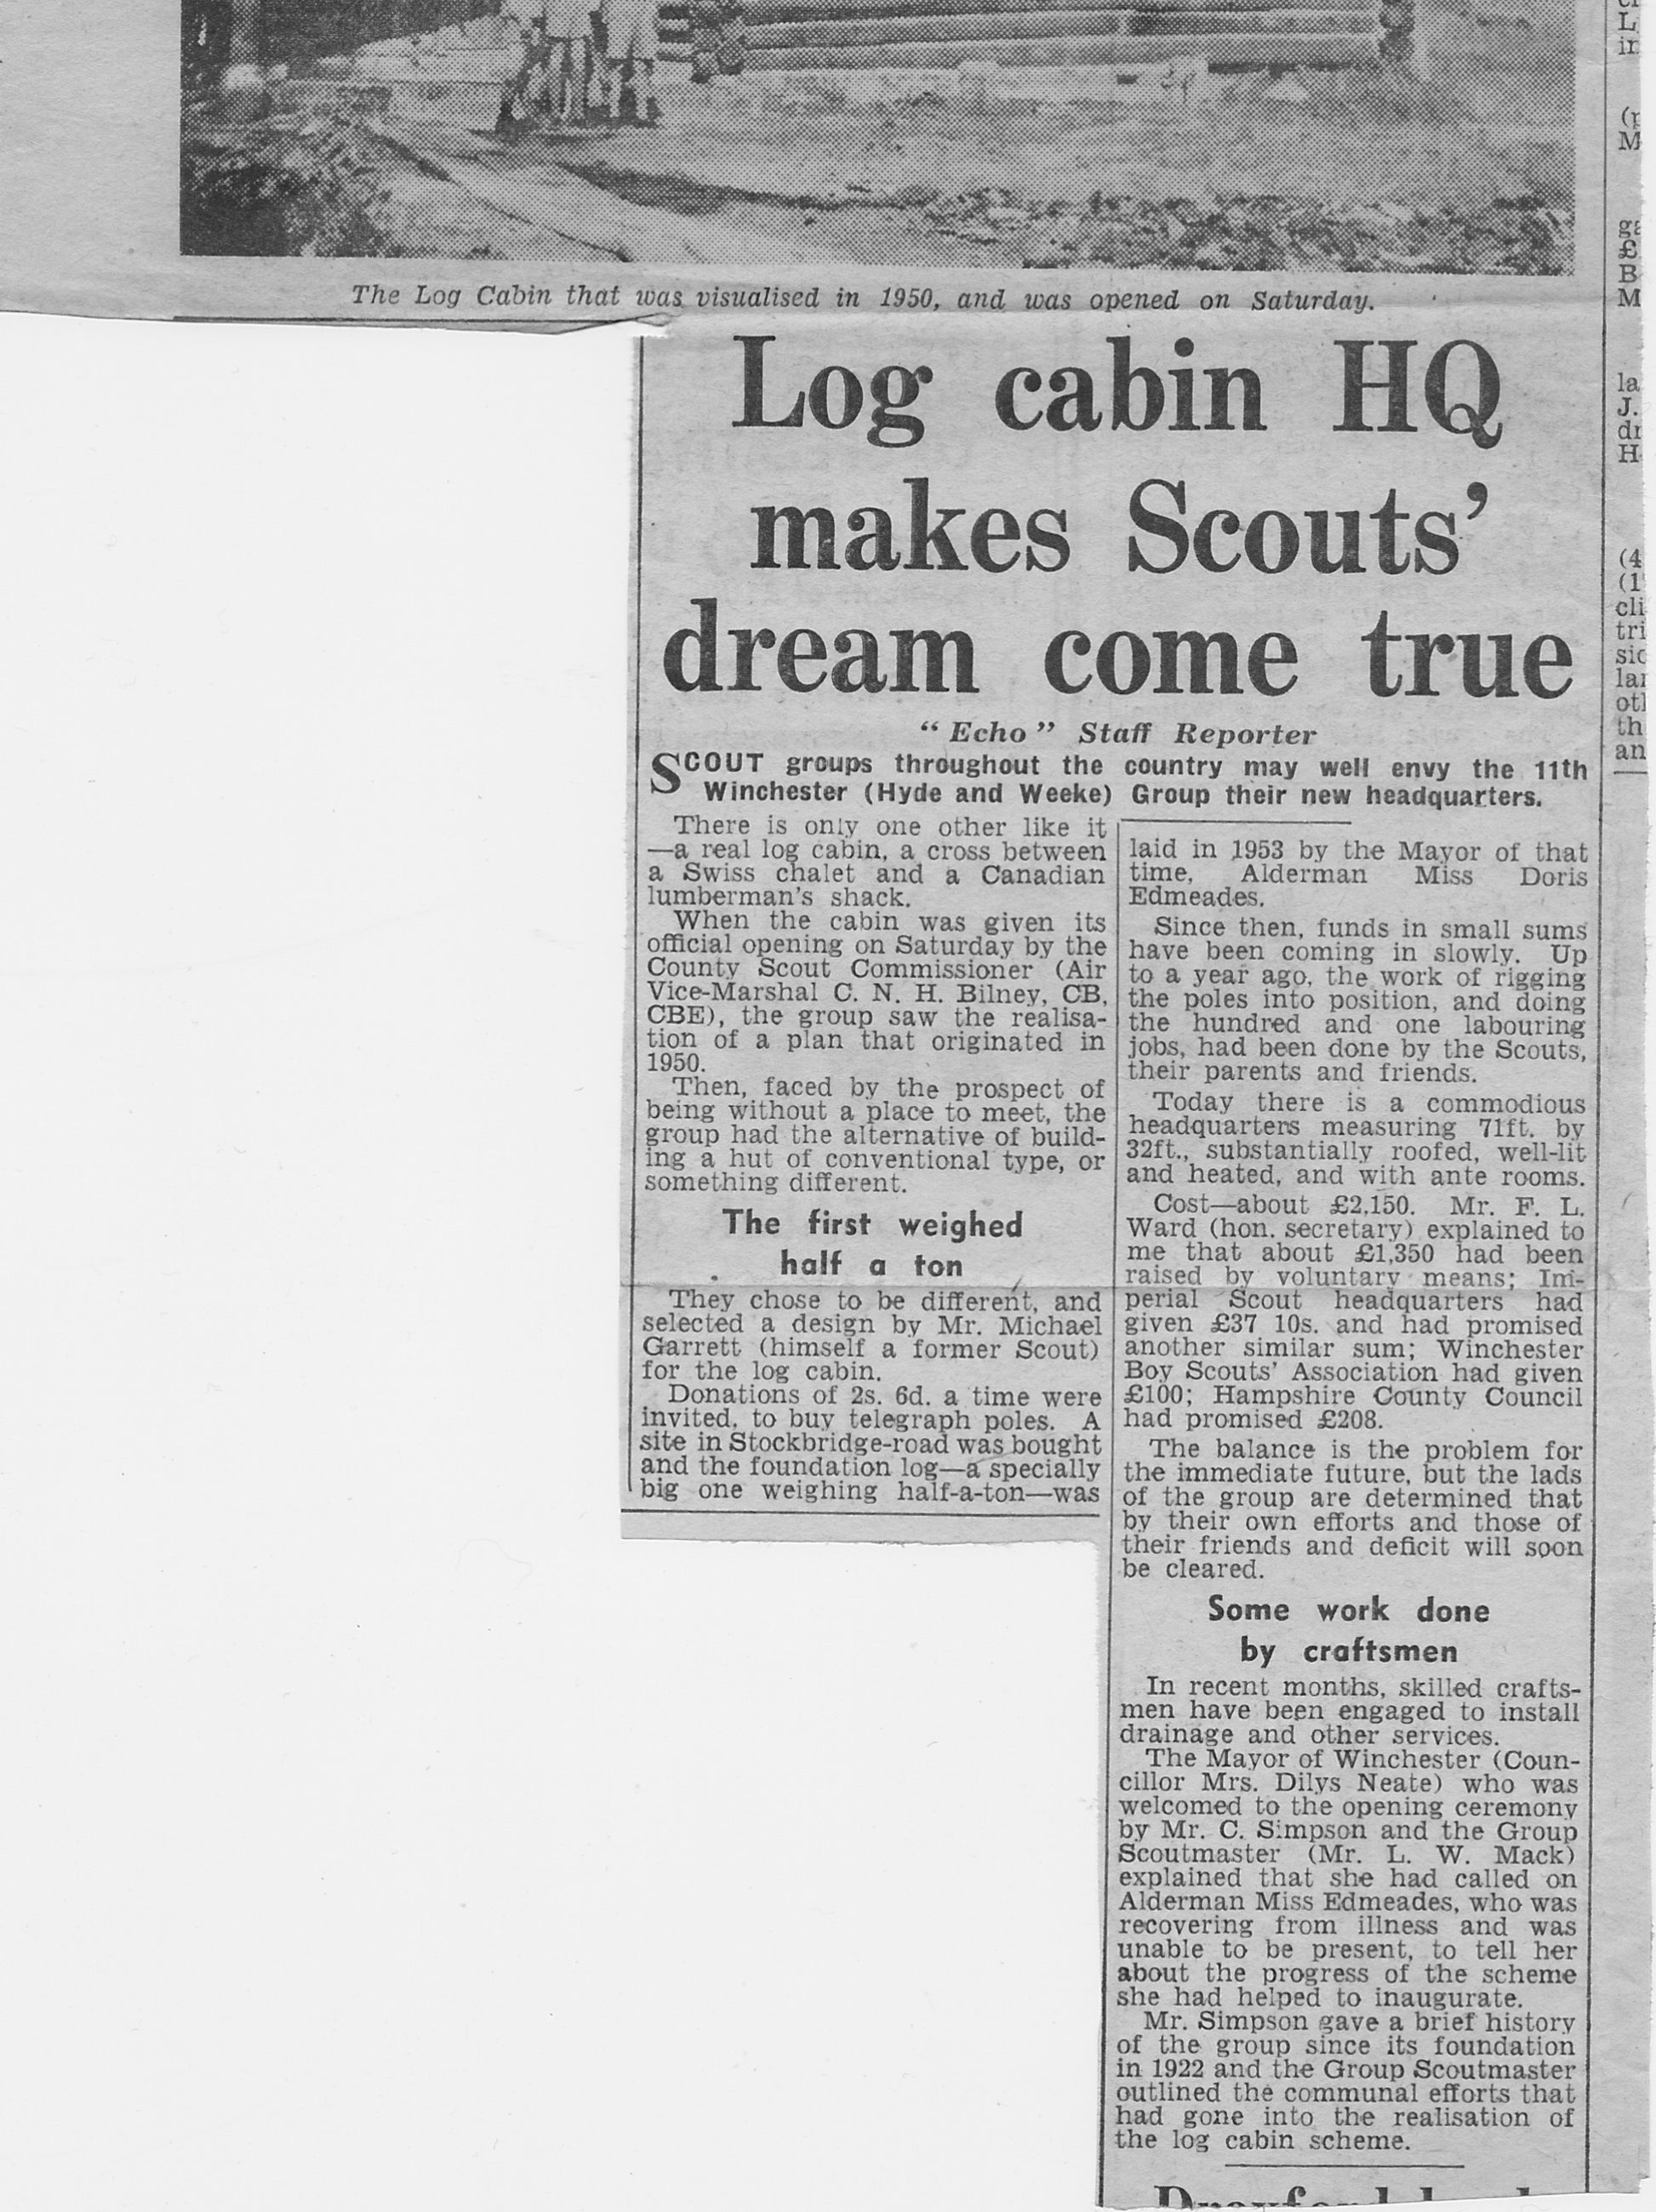 The Log Cabin that was visualised in 1950, and was opened on Saturday.
Log cabin HQ
makes Scouts'
dream come true
"Echo" Staff Reporter
SCOUT groups throughout the country may well envy the 11th
Winchester (Hyde and Weeke) Group their new headquarters.
There is only one other like it
—a real log cabin, a cross between
a Swiss chalet and a Canadian
lumberman's shack.
When the cabin was given its
official opening on Saturday by the
County Scout Commissioner (Air
Vice-Marshal C. N. H. Bilney, CB,
CBE), the group saw the realisa-
tion of a plan that originated in
1950.
Then, faced by the prospect of
being without a place to meet, the
group had the alternative of build-
ing a hut of conventional type, or
something different.
The first weighed
half a ton
They chose to be different, and
selected a design by Mr. Michael
Garrett (himself a former Scout)
for the log cabin.
Donations of 2s. 6d. a time were
invited, to buy telegraph poles. A
site in Stockbridge-road was bought
and the foundation log—a specially
big one weighing half-a-ton—was
laid in 1953 by the Mayor of that
time, Alderman Miss Doris
Edmeades.
Since then, funds in small sums
have been coming in slowly. Up
to a year ago, the work of rigging
the poles into position, and doing
the hundred and one labouring
jobs, had been done by the Scouts,
their parents and friends.
Today there is a commodious
headquarters measuring 71ft. by
32ft., substantially roofed, well-lit
and heated, and with ante rooms.
Cost—about £2,150. Mr. F. L.
Ward (hon. secretary) explained to
me that about £1,350 had been
raised by voluntary means; Im-
perial Scout headquarters had
given £37 10s. and had promised
another similar sum; Winchester
Boy Scouts' Association had given
£100; Hampshire County Council
had promised £208.
The balance is the problem for
the immediate future, but the lads
of the group are determined that
by their own efforts and those of
their friends and deficit will soon
be cleared.
Some work done
by craftsmen
In recent months, skilled crafts-
men have been engaged to install
drainage and other services.
The Mayor of Winchester (Coun-
cillor Mrs. Dilys Neate) who was
welcomed to the opening ceremony
by Mr. C. Simpson and the Group
Scoutmaster (Mr. L. W. Mack)
explained that she had called on
Alderman Miss Edmeades, who was
recovering from illness and was
unable to be present, to tell her
about the progress of the scheme
she had helped to inaugurate.
Mr. Simpson gave a brief history
of the group since its foundation
in 1922 and the Group Scoutmaster
outlined the communal efforts that
had gone into the realisation of
the log cabin scheme.